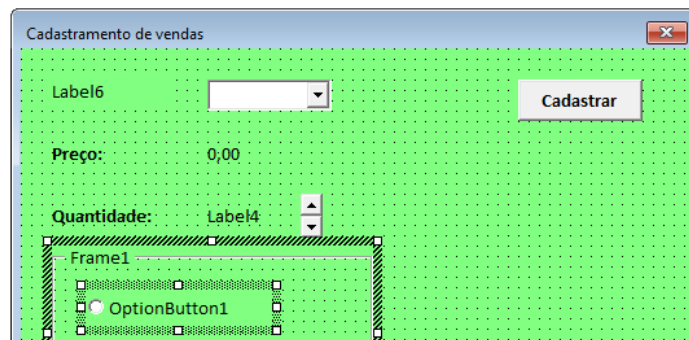 Cadastramento de vendas
Label6
Cadastrar
Preço: 0,00
Quantidade: Label4
Frame1
OptionButton1